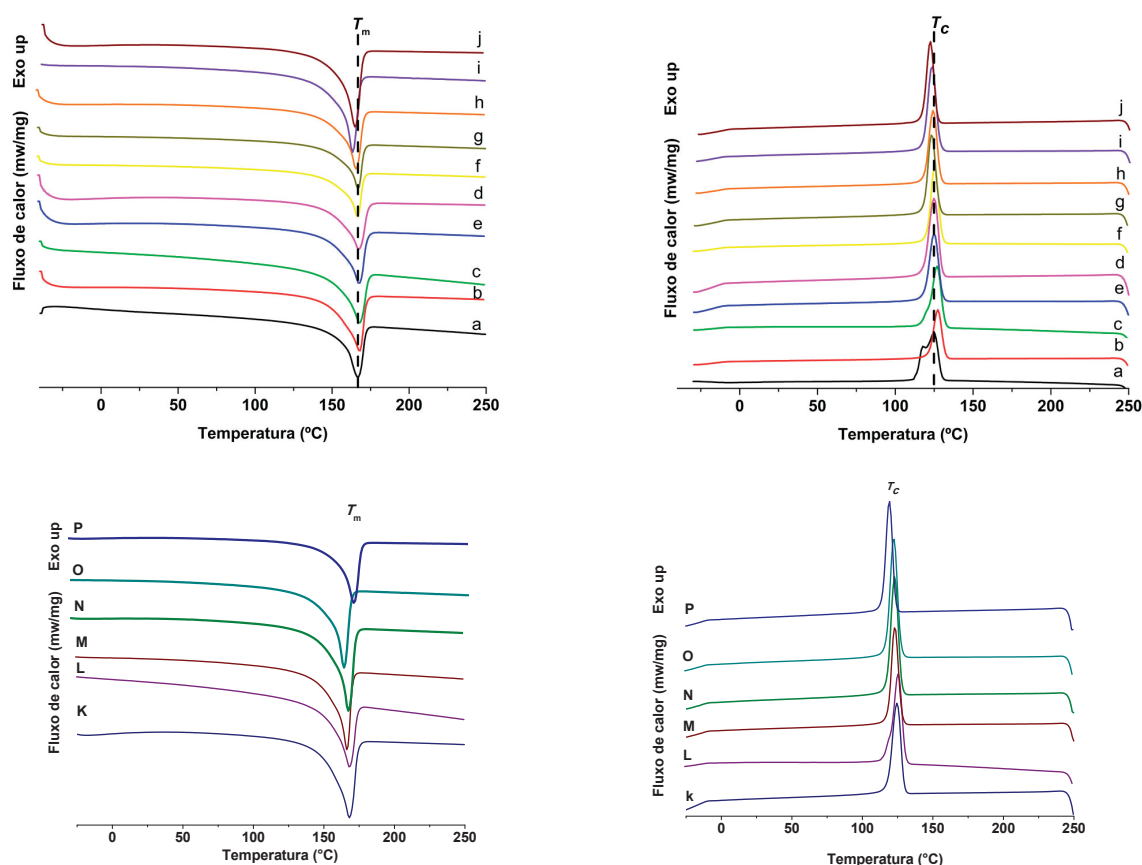 Tm
Exo up
Fluxo de calor (mw/mg)
j
i
h
g
f
d
e
c
b
a
0 50 100 150 200 250
Temperatura (ºC)
Tc
Exo up
Fluxo de calor (mw/mg)
j
i
h
g
f
d
e
c
b
a
0 50 100 150 200 250
Temperatura (ºC)
Tm
Exo up
Fluxo de calor (mw/mg)
P
O
N
M
L
K
0 50 100 150 200 250
Temperatura (°C)
Tc
Exo up
Fluxo de calor (mw/mg)
P
O
N
M
L
k
0 50 100 150 200 250
Temperatura (°C)